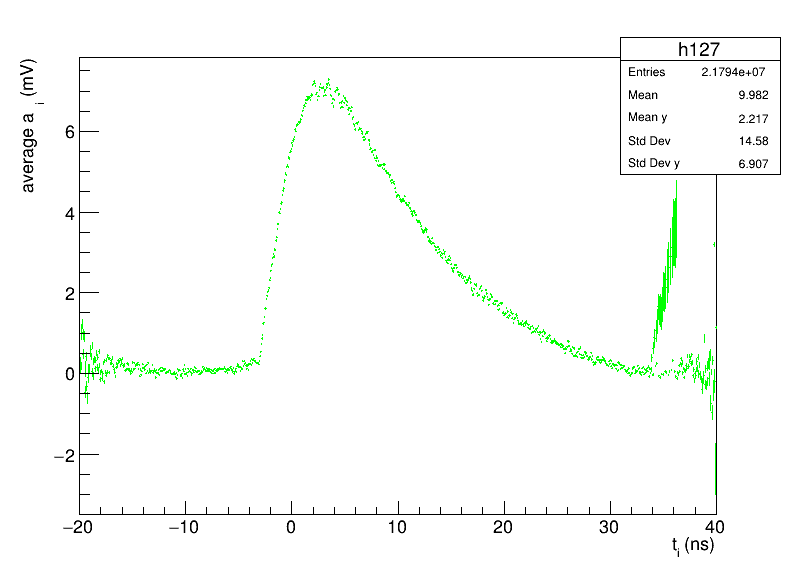 h127
Entries 2.1794e+07
Mean 9.982
Mean y 2.217
Std Dev 14.58
Std Dev y 6.907
average a i (mV)
6
4
2
0
−2
−20 −10 0 10 20 30 40
ti (ns)